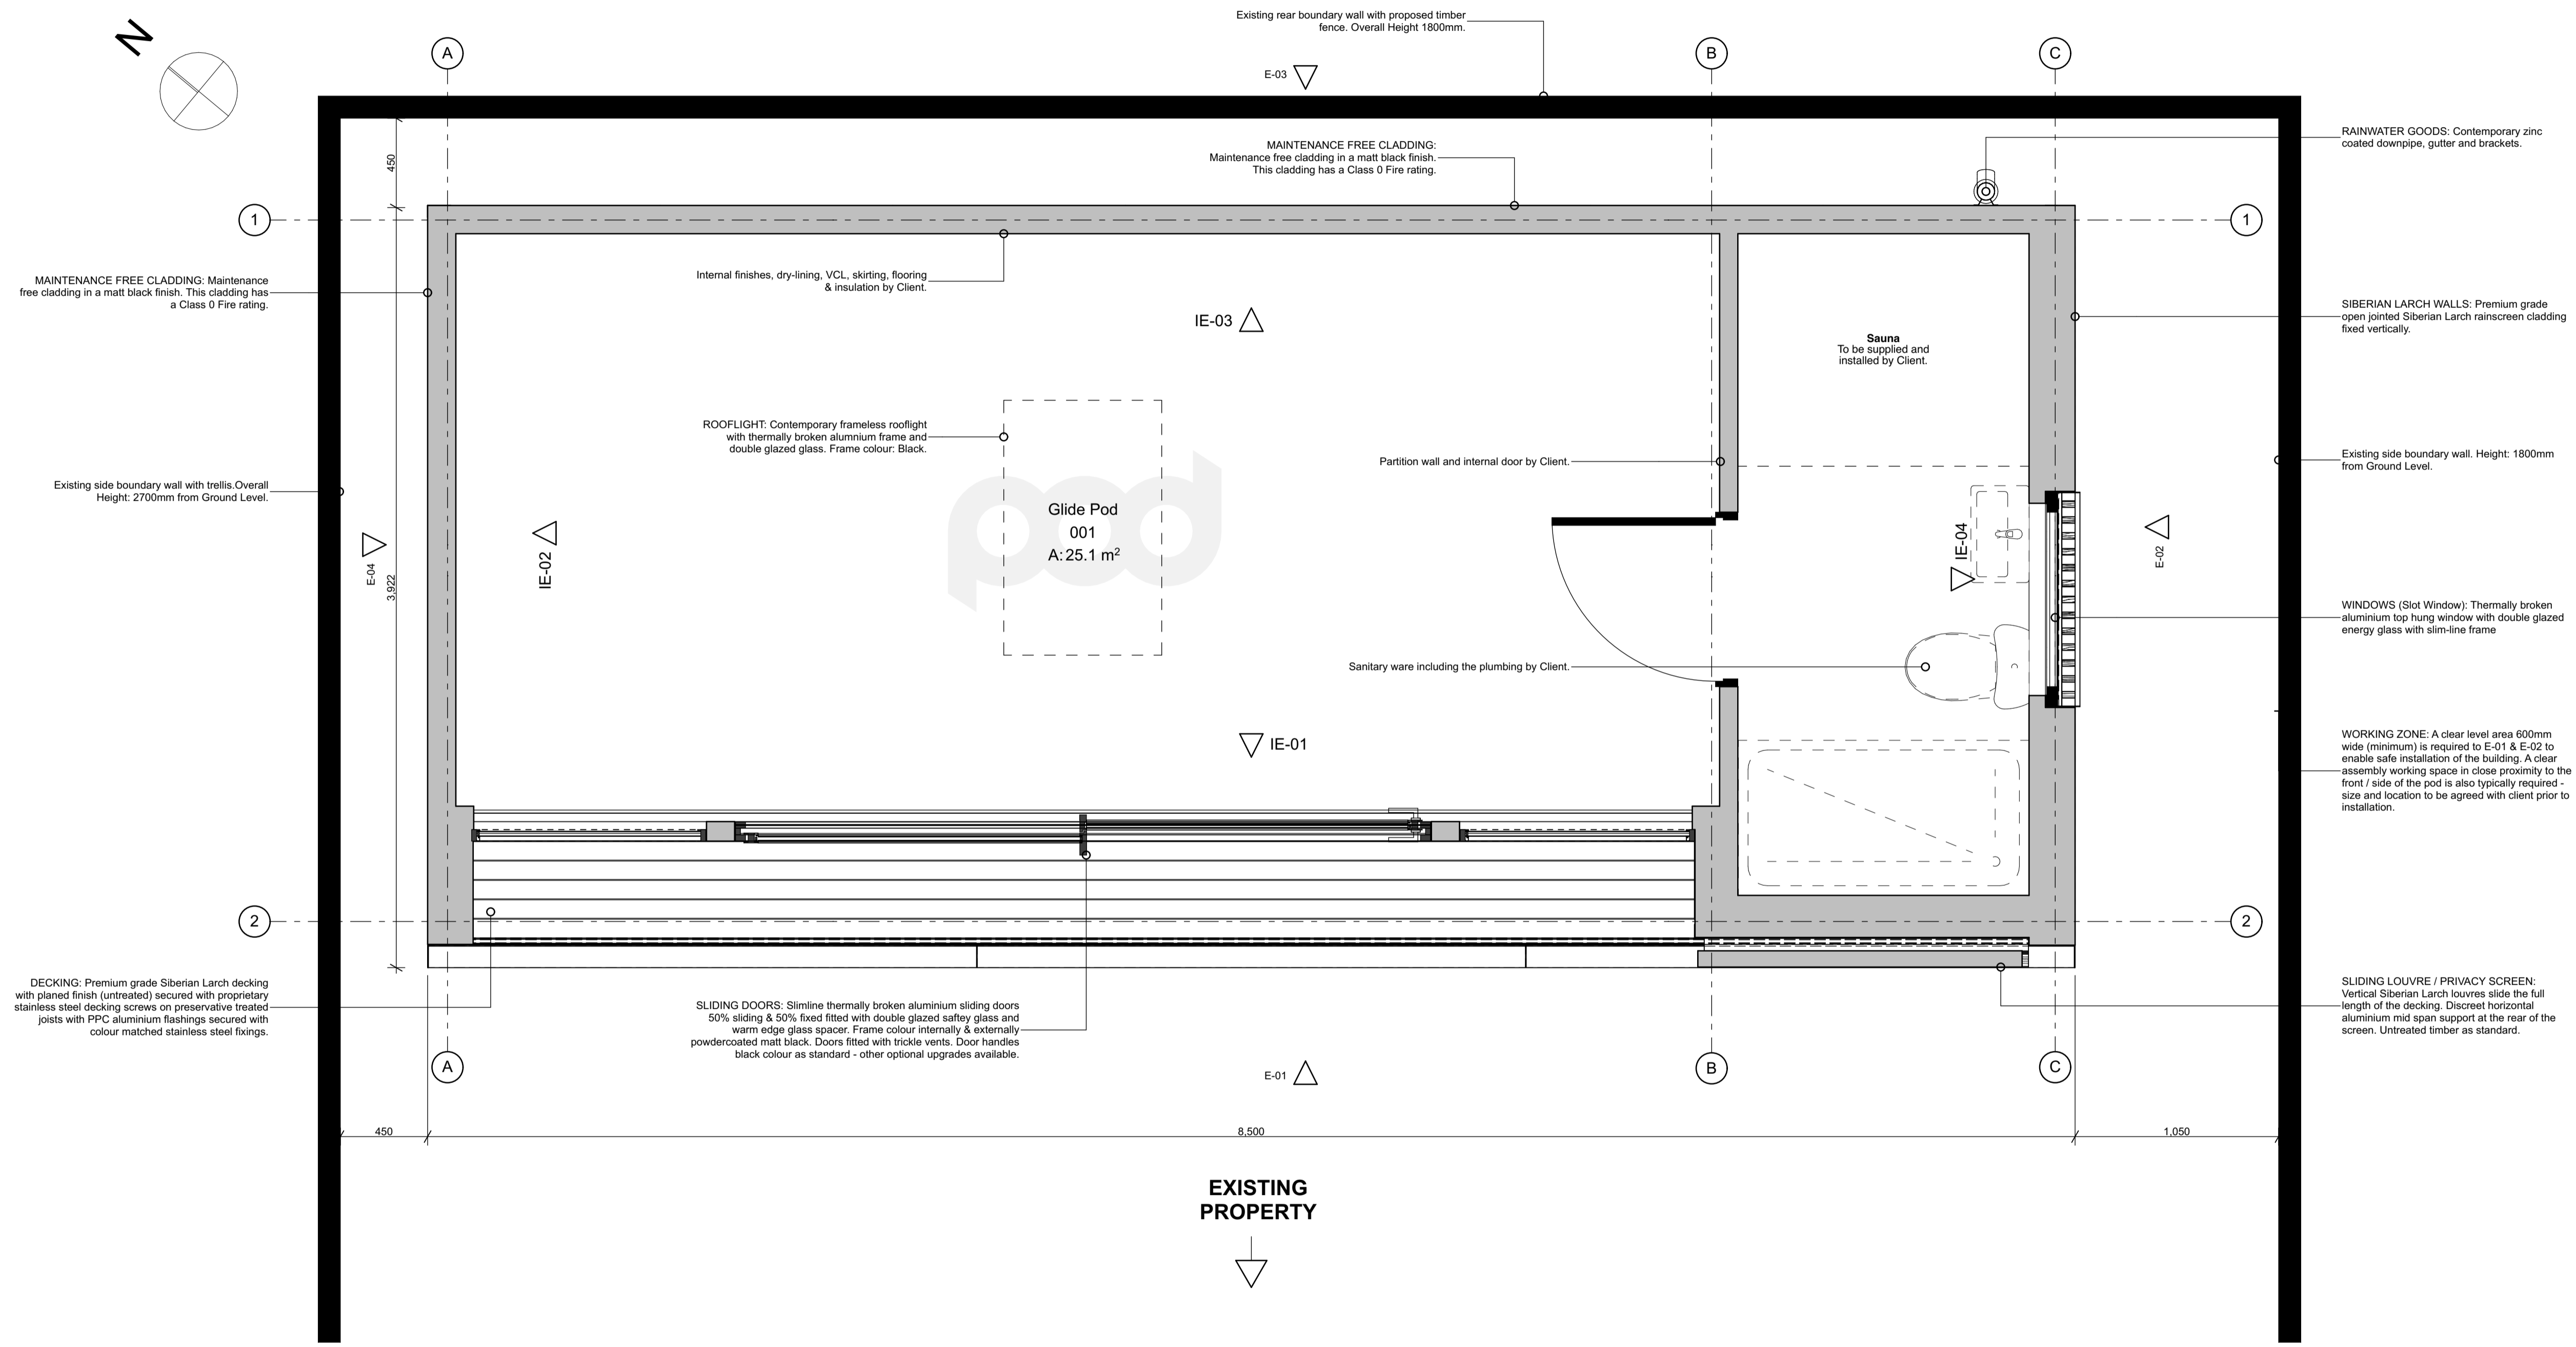 N
A
B
C
Existing rear boundary wall with proposed timber
fence. Overall Height 1800mm.
E-03
RAINWATER GOODS: Contemporary zinc
coated downpipe, gutter and brackets.
MAINTENANCE FREE CLADDING:
Maintenance free cladding in a matt black finish.
This cladding has a Class 0 Fire rating.
450
1
1
MAINTENANCE FREE CLADDING: Maintenance
free cladding in a matt black finish. This cladding has
a Class 0 Fire rating.
Internal finishes, dry-lining, VCL, skirting, flooring
& insulation by Client.
IE-03
SIBERIAN LARCH WALLS: Premium grade
open jointed Siberian Larch rainscreen cladding
fixed vertically.
Sauna
To be supplied and
installed by Client.
ROOFLIGHT: Contemporary frameless rooflight
with thermally broken alumnium frame and
double glazed glass. Frame colour: Black.
Partition wall and internal door by Client.
Existing side boundary wall. Height: 1800mm
from Ground Level.
Existing side boundary wall with trellis.Overall
Height: 2700mm from Ground Level.
pod
Glide Pod
001
A: 25.1 m²
E-04
3,922
IE-02
IE-04
E-02
WINDOWS (Slot Window): Thermally broken
aluminium top hung window with double glazed
energy glass with slim-line frame
Sanitary ware including the plumbing by Client.
IE-01
WORKING ZONE: A clear level area 600mm
wide (minimum) is required to E-01 & E-02 to
enable safe installation of the building. A clear
assembly working space in close proximity to the
front / side of the pod is also typically required -
size and location to be agreed with client prior to
installation.
2
2
DECKING: Premium grade Siberian Larch decking
with planed finish (untreated) secured with proprietary
stainless steel decking screws on preservative treated
joists with PPC aluminium flashings secured with
colour matched stainless steel fixings.
SLIDING DOORS: Slimline thermally broken aluminium sliding doors
50% sliding & 50% fixed fitted with double glazed saftey glass and
warm edge glass spacer. Frame colour internally & externally
powdercoated matt black. Doors fitted with trickle vents. Door handles
black colour as standard - other optional upgrades available.
SLIDING LOUVRE / PRIVACY SCREEN:
Vertical Siberian Larch louvres slide the full
length of the decking. Discreet horizontal
aluminium mid span support at the rear of the
screen. Untreated timber as standard.
A
B
C
E-01
450
8,500
1,050
EXISTING
PROPERTY